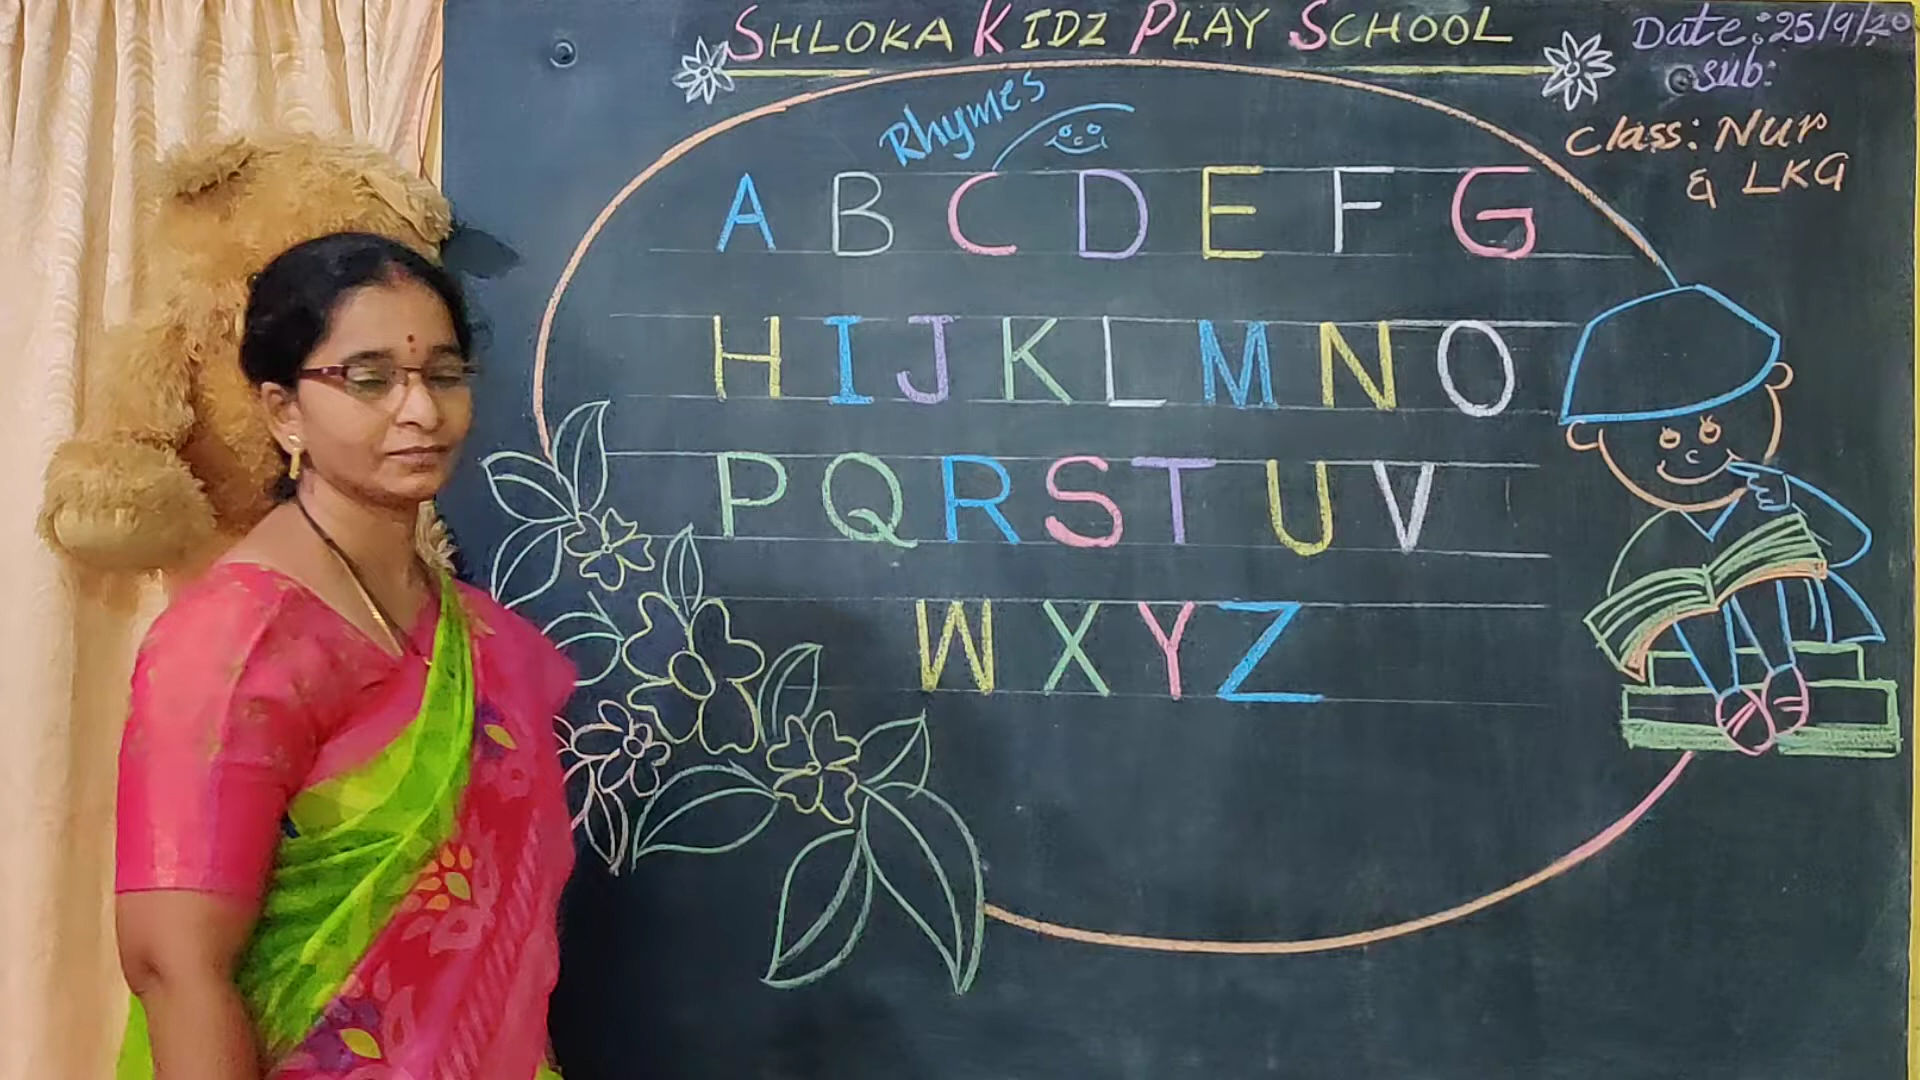 SHLOKA KIDZ PLAY SCHOOL
Date: 25/9/20
Sub:
Class: Nur
& LKG
Rhymes
A B C D E F G
H I J K L M N O
P Q R S T U V
W X Y Z